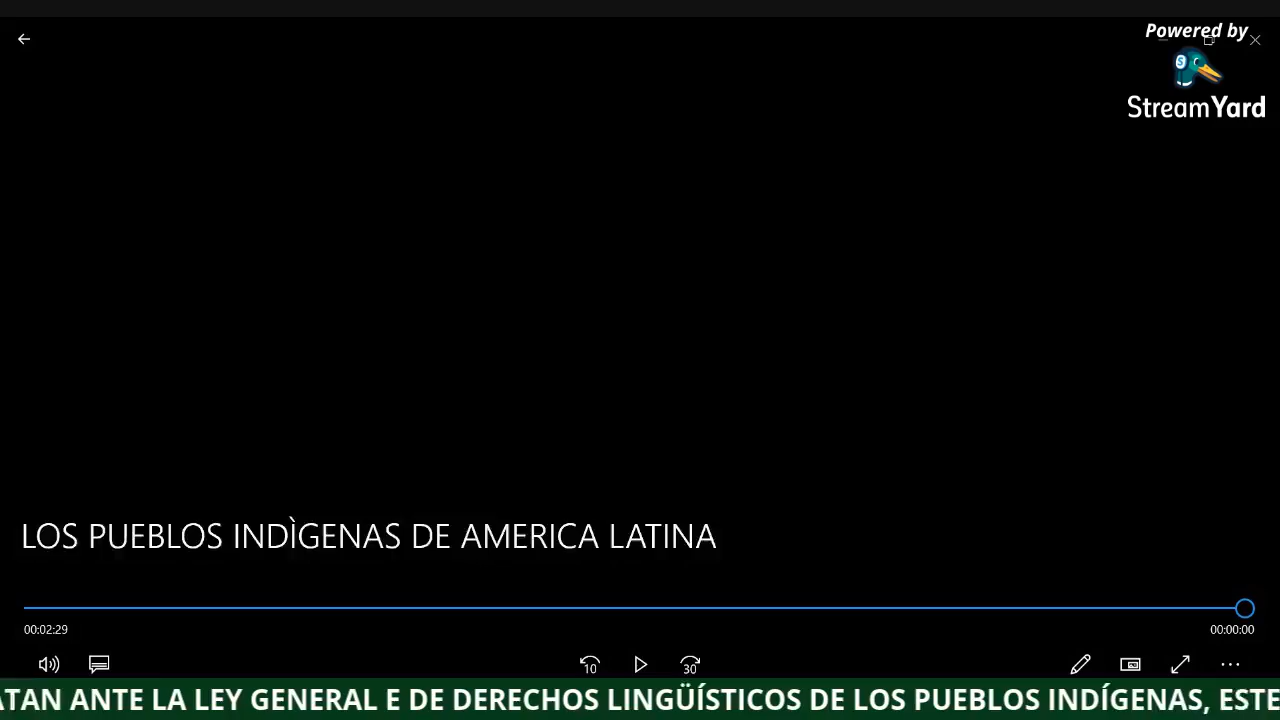 Powered by
StreamYard
LOS PUEBLOS INDÌGENAS DE AMERICA LATINA
00:02:29
00:00:00
10
30
ANTE LA LEY GENERAL E DE DERECHOS LINGÜÍSTICOS DE LOS PUEBLOS INDÍGENAS, ESTE